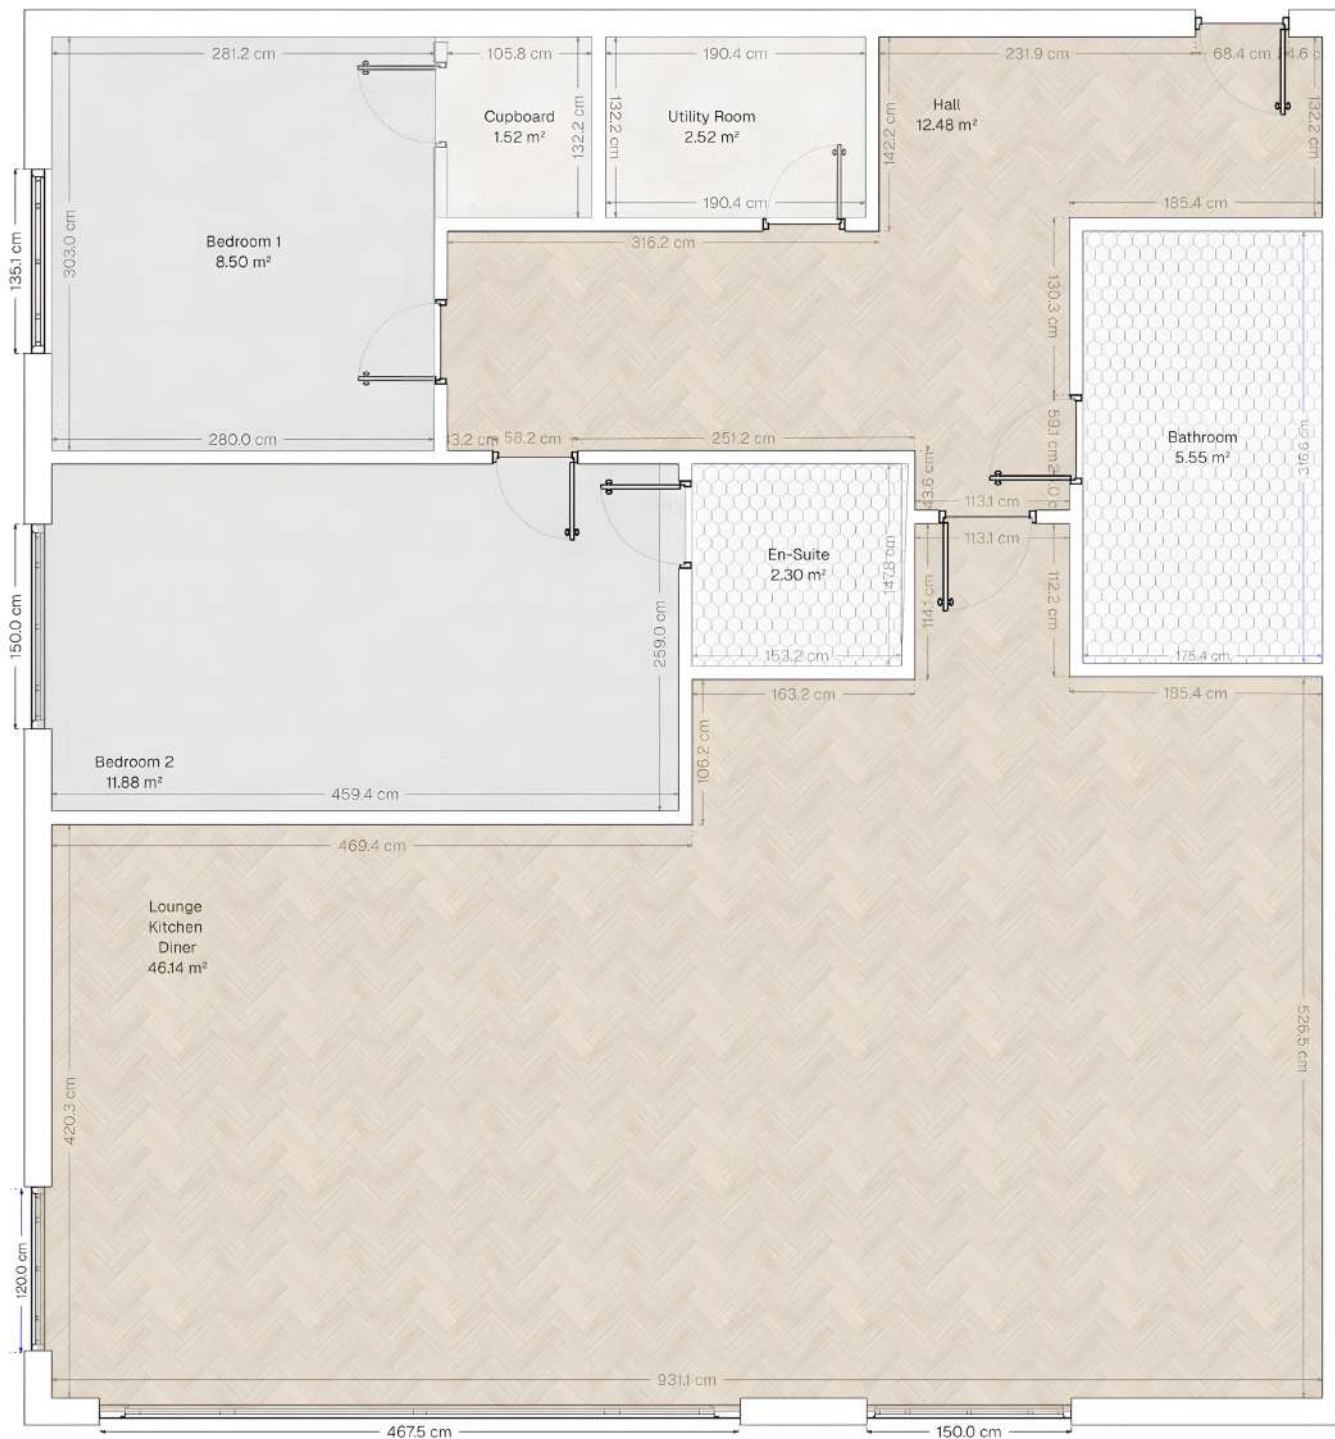 281.2 cm
105.8 cm
190.4 cm
231.9 cm
68.4 cm
Cupboard
1.52 m²
132.2 cm
132.2 cm
Utility Room
2.52 m²
142.2 cm
Hall
12.48 m²
132.2 cm
190.4 cm
185.4 cm
135.1 cm
303.0 cm
Bedroom 1
8.50 m²
316.2 cm
130.3 cm
280.0 cm
58.2 cm
251.2 cm
59.1 cm
Bathroom
5.55 m²
316.6 cm
43.6 cm
113.1 cm
113.1 cm
En-Suite
2.30 m²
147.8 cm
114.1 cm
112.2 cm
150.0 cm
259.0 cm
153.2 cm
175.4 cm
163.2 cm
185.4 cm
106.2 cm
Bedroom 2
11.88 m²
459.4 cm
469.4 cm
Lounge
Kitchen
Diner
46.14 m²
420.3 cm
526.5 cm
120.0 cm
931.1 cm
467.5 cm
150.0 cm